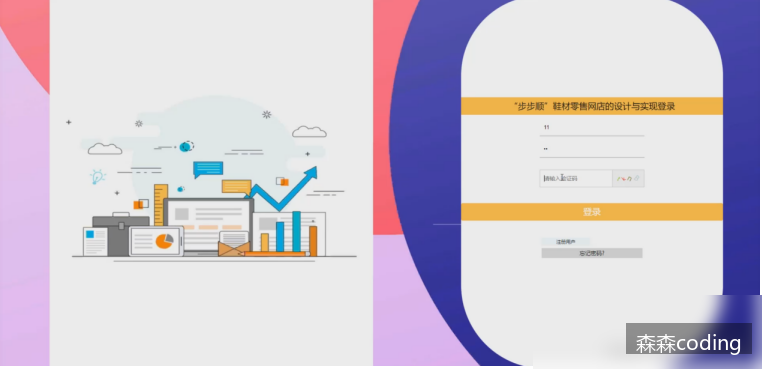 “步步顺”鞋材零售网店的设计与实现登录
11
••
请输入验证码
登录
注册用户
忘记密码？
森森coding